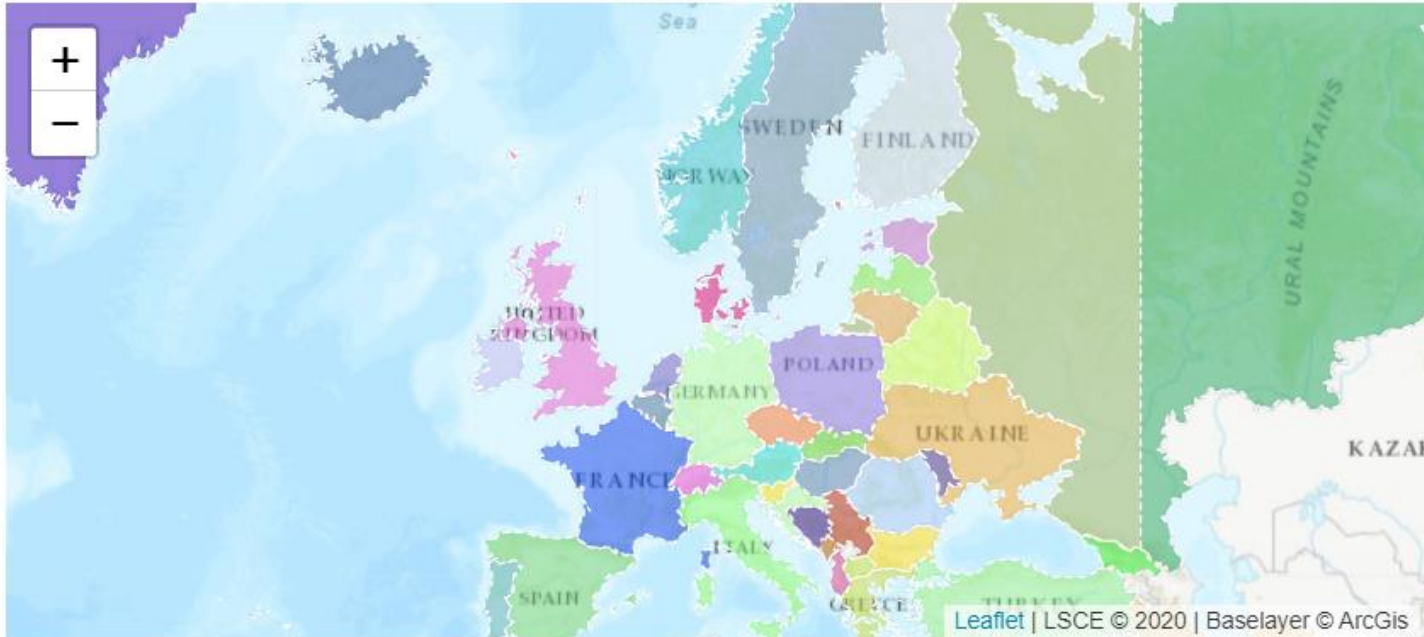 Sea
+
−
SWEDEN
FINLAND
NORWAY
URAL MOUNTAINS
UNITED
KINGDOM
POLAND
GERMANY
UKRAINE
KAZAK
FRANCE
ITALY
SPAIN
GREECE
TURKEY
Leaflet | LSCE © 2020 | Baselayer © ArcGis